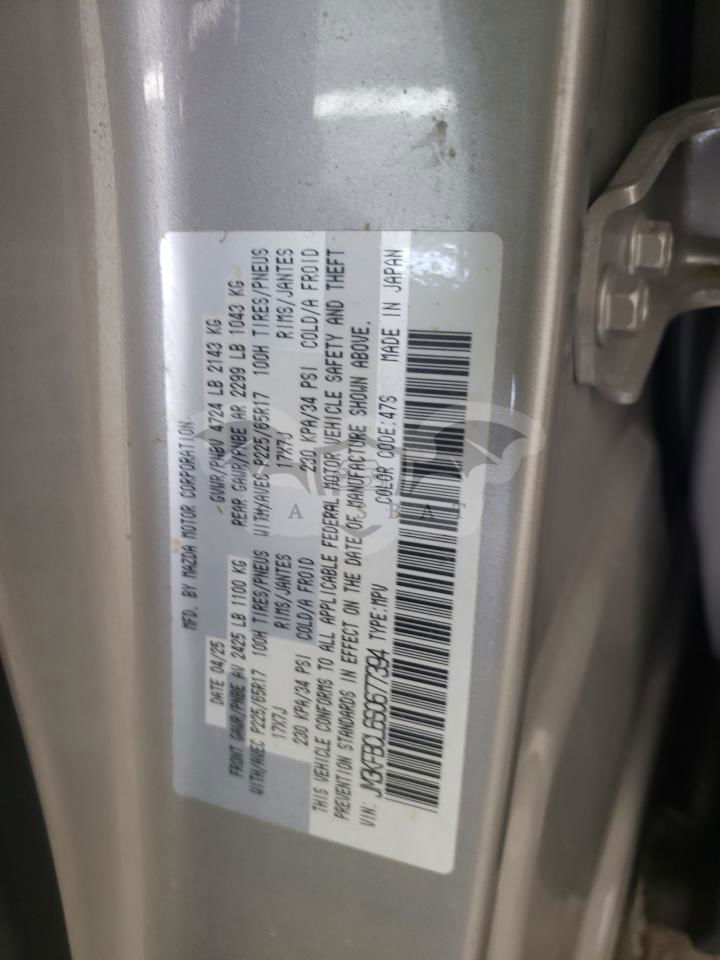 MFD. BY MAZDA MOTOR CORPORATION
DATE 04/25 GVWR/PNBV 4724 LB 2143 KG
FRONT GAWR/PNBE AV 2425 LB 1100 KG REAR GAWR/PNBE AR 2299 LB 1043 KG
WITH/AVEC P225/65R17 100H TIRES/PNEUS WITH/AVEC P225/65R17 100H TIRES/PNEUS
17X7J RIMS/JANTES 17X7J RIMS/JANTES
230 KPA/34 PSI COLD/A FROID 230 KPA/34 PSI COLD/A FROID
THIS VEHICLE CONFORMS TO ALL APPLICABLE FEDERAL MOTOR VEHICLE SAFETY AND THEFT
PREVENTION STANDARDS IN EFFECT ON THE DATE OF MANUFACTURE SHOWN ABOVE.
VIN: JM3KFBCL6S0677394 TYPE:MPV COLOR CODE:47S MADE IN JAPAN